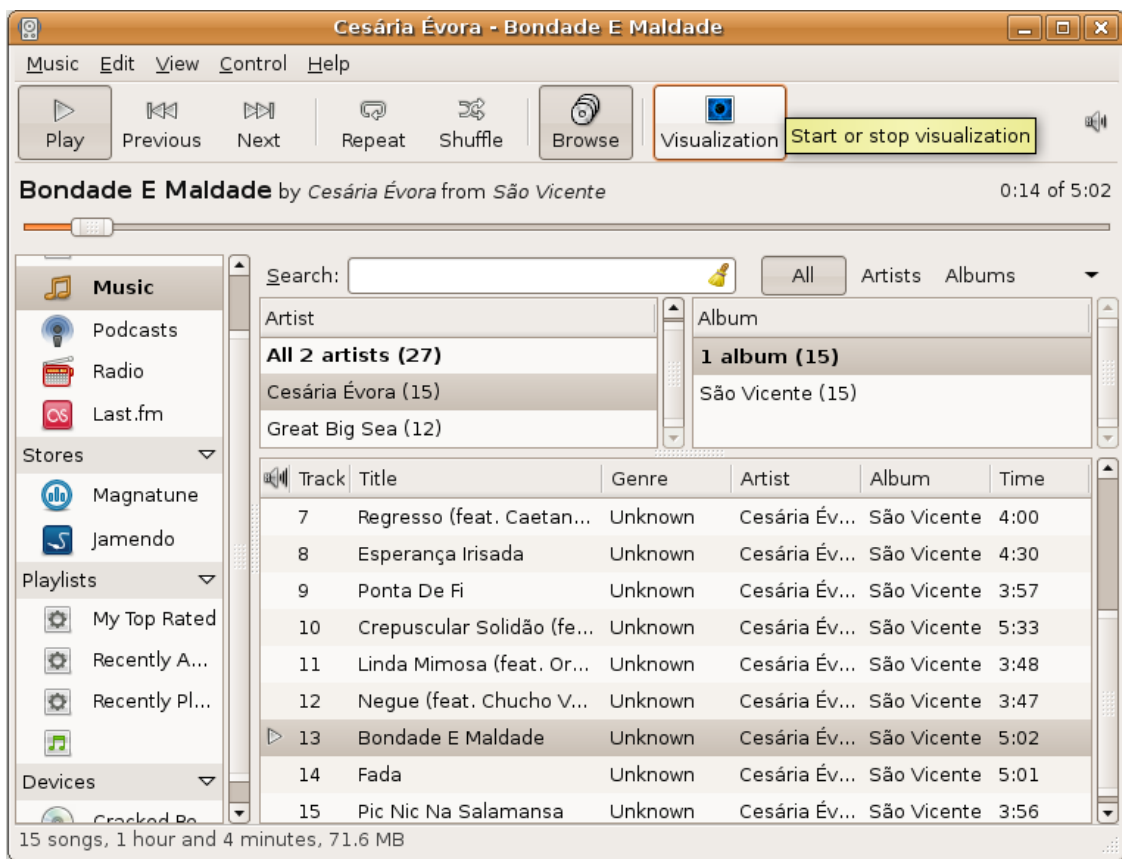 Cesária Évora - Bondade E Maldade
Music Edit View Control Help
Play Previous Next Repeat Shuffle Browse Visualization Start or stop visualization
Bondade E Maldade by Cesária Évora from São Vicente 0:14 of 5:02
Music
Podcasts
Radio
Last.fm
Stores
Magnatune
Jamendo
Playlists
My Top Rated
Recently A...
Recently Pl...
Devices
Search: All Artists Albums
Artist Album
All 2 artists (27) 1 album (15)
Cesária Évora (15) São Vicente (15)
Great Big Sea (12)
Track Title Genre Artist Album Time
7 Regresso (feat. Caetan... Unknown Cesária Év... São Vicente 4:00
8 Esperança Irisada Unknown Cesária Év... São Vicente 4:30
9 Ponta De Fi Unknown Cesária Év... São Vicente 3:57
10 Crepuscular Solidão (fe... Unknown Cesária Év... São Vicente 5:33
11 Linda Mimosa (feat. Or... Unknown Cesária Év... São Vicente 3:48
12 Negue (feat. Chucho V... Unknown Cesária Év... São Vicente 3:47
13 Bondade E Maldade Unknown Cesária Év... São Vicente 5:02
14 Fada Unknown Cesária Év... São Vicente 5:01
15 Pic Nic Na Salamansa Unknown Cesária Év... São Vicente 3:56
15 songs, 1 hour and 4 minutes, 71.6 MB